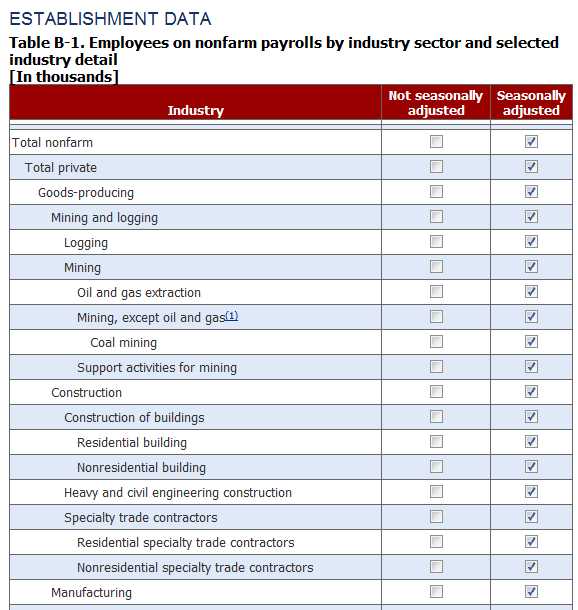 ESTABLISHMENT DATA
Table B-1. Employees on nonfarm payrolls by industry sector and selected
industry detail
[In thousands]
Industry
Not seasonally
adjusted
Seasonally
adjusted
Total nonfarm
Total private
Goods-producing
Mining and logging
Logging
Mining
Oil and gas extraction
Mining, except oil and gas(1)
Coal mining
Support activities for mining
Construction
Construction of buildings
Residential building
Nonresidential building
Heavy and civil engineering construction
Specialty trade contractors
Residential specialty trade contractors
Nonresidential specialty trade contractors
Manufacturing